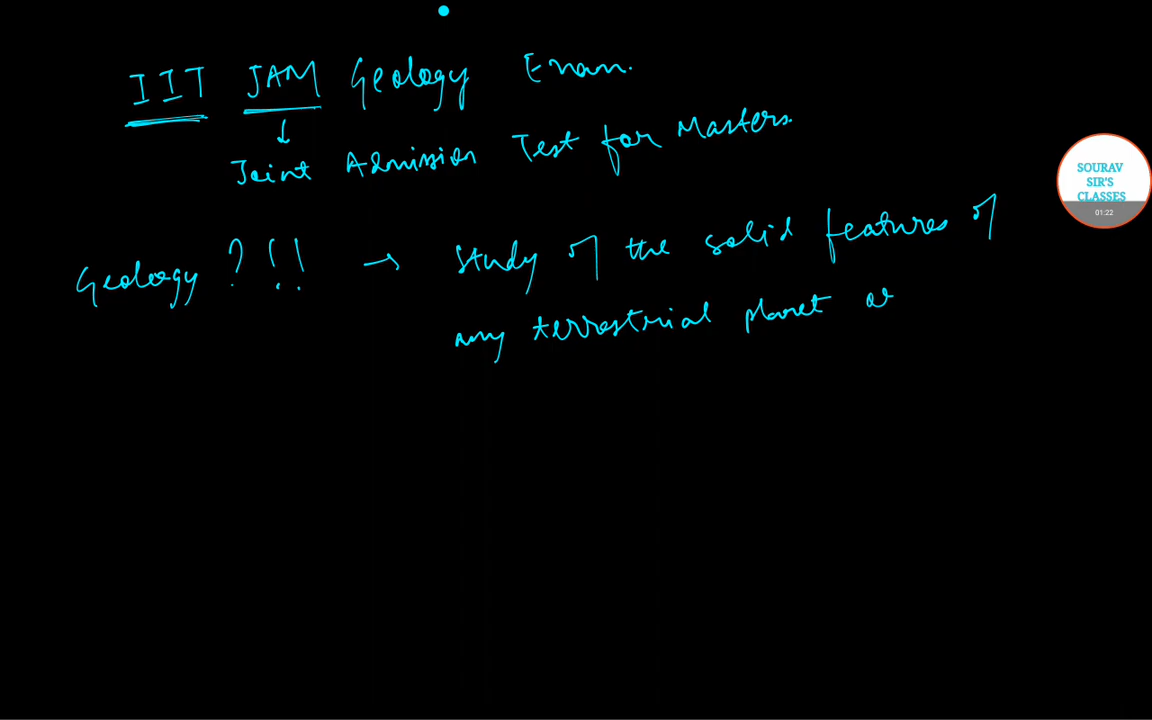 IIT JAM Geology Exam.
↓
Joint Admission Test for Masters.
Geology ?!! → Study of the solid features of
any terrestrial planet or
SOURAV
SIR'S
CLASSES
01:22